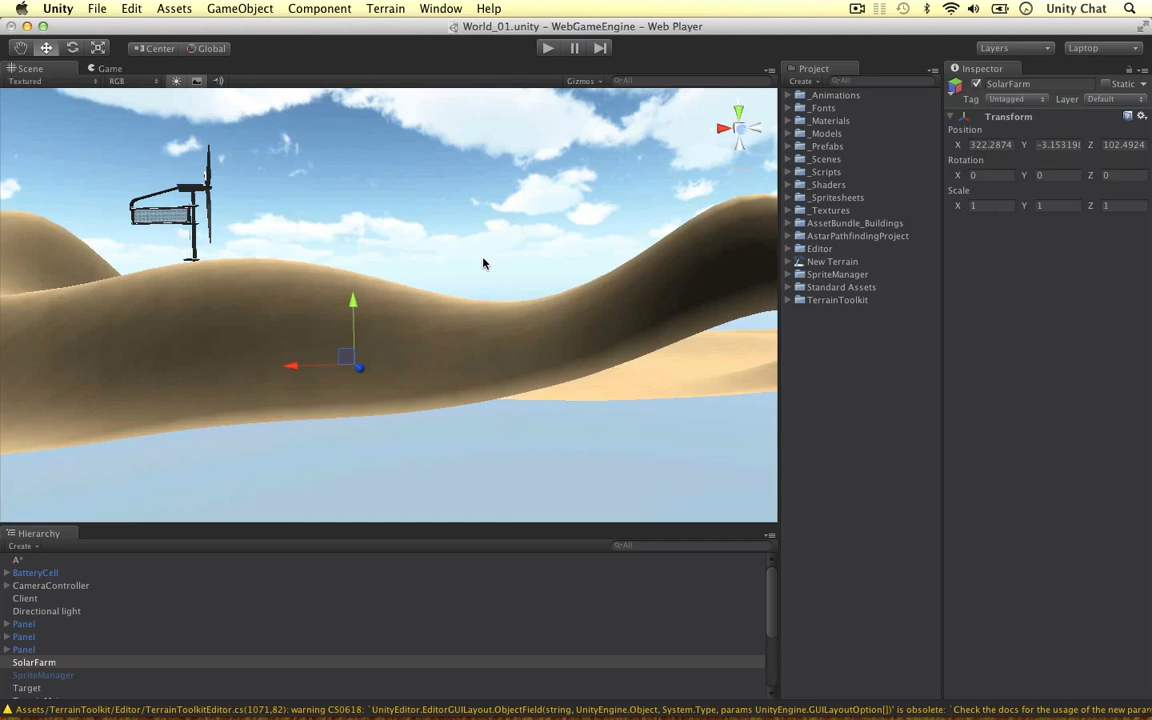 Unity File Edit Assets GameObject Component Terrain Window Help Unity Chat
World_01.unity - WebGameEngine - Web Player
Center Global Layers Laptop
Scene Game
Textured RGB Gizmos All
Project
Create All
_Animations
_Fonts
_Materials
_Models
_Prefabs
_Scenes
_Scripts
_Shaders
_Spritesheets
_Textures
AssetBundle_Buildings
AstarPathfindingProject
Editor
New Terrain
SpriteManager
Standard Assets
TerrainToolkit
Inspector
SolarFarm Static
Tag Untagged Layer Default
Transform
Position
X 322.2874 Y -3.153198 Z 102.4924
Rotation
X 0 Y 0 Z 0
Scale
X 1 Y 1 Z 1
Hierarchy
Create All
A*
BatteryCell
CameraController
Client
Directional light
Panel
Panel
Panel
SolarFarm
SpriteManager
Target
Assets/TerrainToolkit/Editor/TerrainToolkitEditor.cs(1071,82): warning CS0618: `UnityEditor.EditorGUILayout.ObjectField(string, UnityEngine.Object, System.Type, params UnityEngine.GUILayoutOption[])' is obsolete: `Check the docs for the usage of the new para